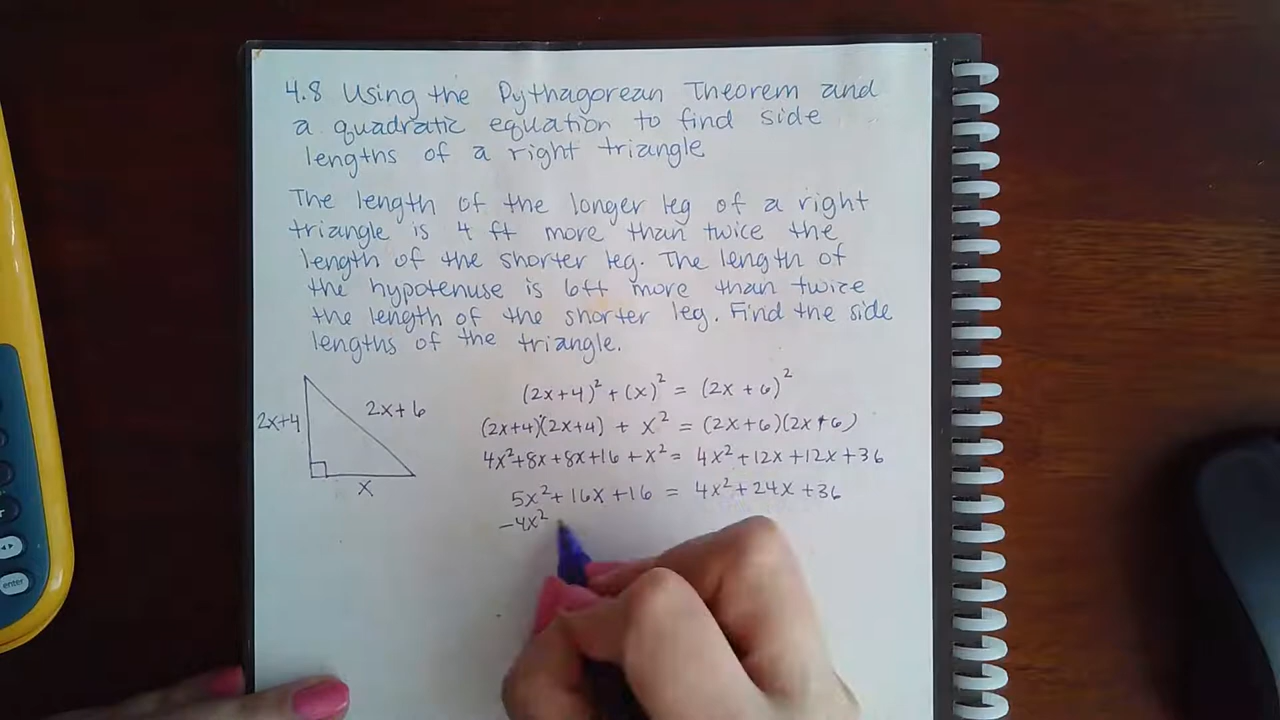 4.8 Using the Pythagorean Theorem and
a quadratic equation to find side
lengths of a right triangle
The length of the longer leg of a right
triangle is 4 ft more than twice the
length of the shorter leg. The length of
the hypotenuse is 6ft more than twice
the length of the shorter leg. Find the side
lengths of the triangle.
2x+4
2x+6
x
(2x+4)² + (x)² = (2x+6)²
(2x+4)(2x+4) + x² = (2x+6)(2x+6)
4x²+8x+8x+16+x² = 4x²+12x+12x+36
5x²+16x+16 = 4x²+24x+36
-4x²
enter